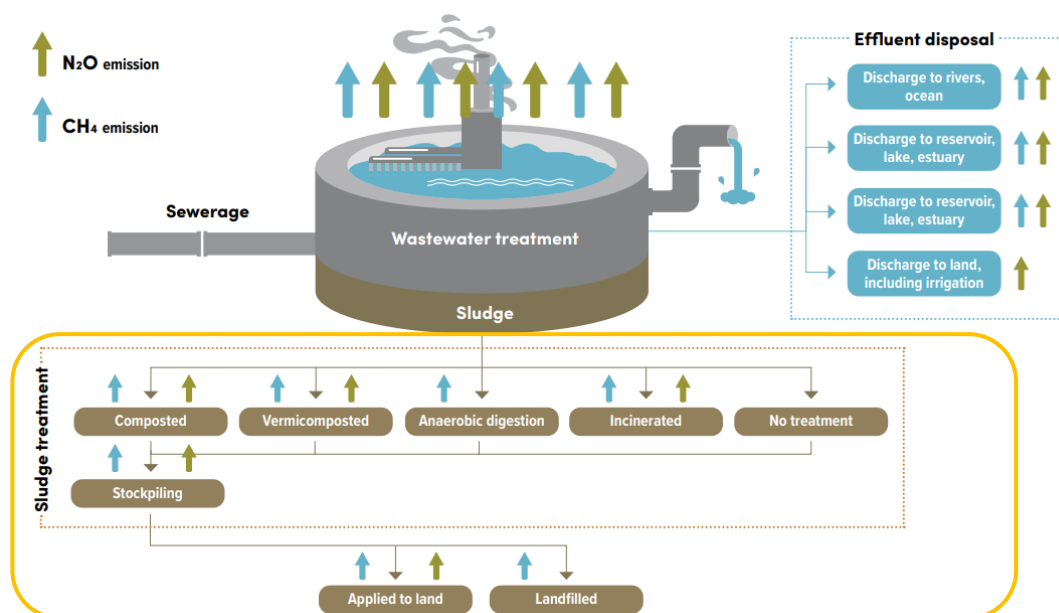 N₂O emission
CH₄ emission
Sewerage
Wastewater treatment
Sludge
Effluent disposal
Discharge to rivers,
ocean
Discharge to reservoir,
lake, estuary
Discharge to reservoir,
lake, estuary
Discharge to land,
including irrigation
Sludge treatment
Composted
Vermicomposted
Anaerobic digestion
Incinerated
No treatment
Stockpiling
Applied to land
Landfilled